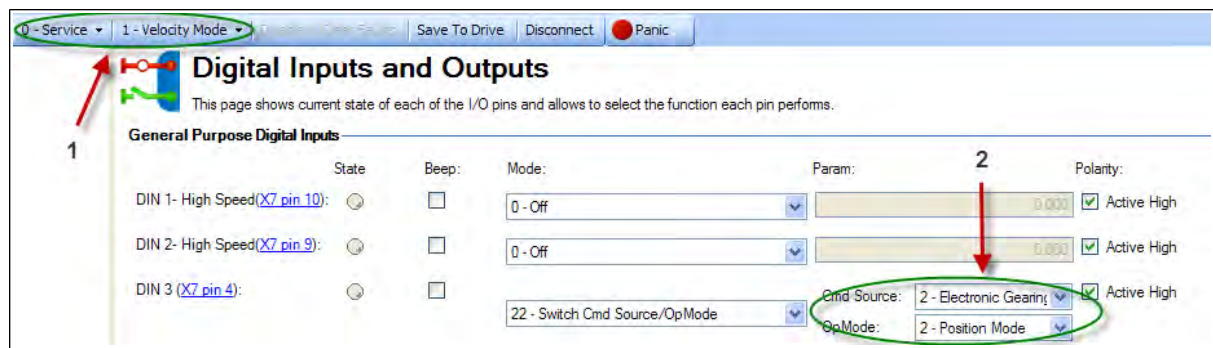 0 - Service 1 - Velocity Mode Save To Drive Disconnect Panic
Digital Inputs and Outputs
This page shows current state of each of the I/O pins and allows to select the function each pin performs.
1
General Purpose Digital Inputs
2
State Beep: Mode: Param: Polarity:
DIN 1- High Speed(X7 pin 10): 0 - Off 0.000 Active High
DIN 2- High Speed(X7 pin 9): 0 - Off 0.000 Active High
DIN 3 (X7 pin 4): 22 - Switch Cmd Source/OpMode Cmd Source: 2 - Electronic Gearing Active High
OpMode: 2 - Position Mode